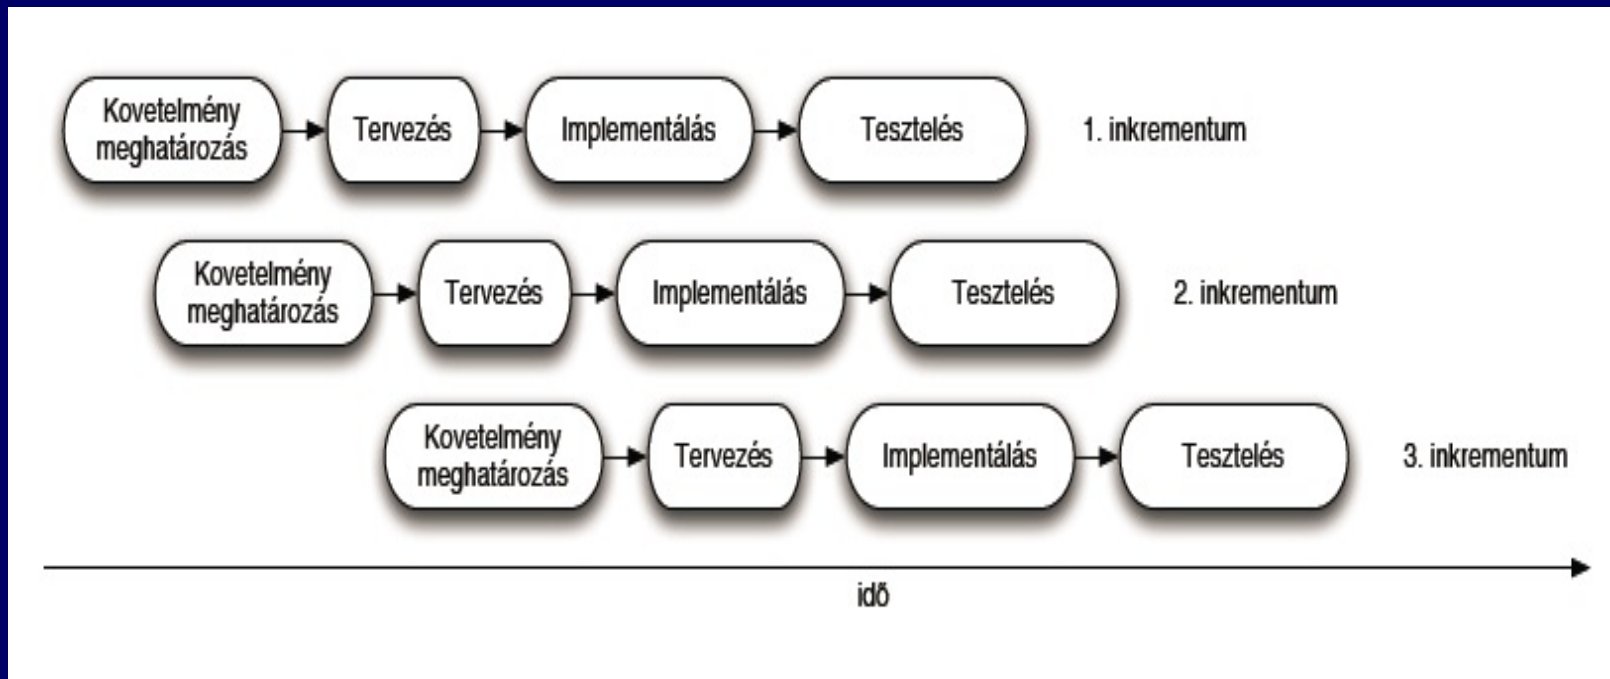 Kovetelmény
meghatározás
Tervezés
Implementálás
Tesztelés
1. inkrementum
Kovetelmény
meghatározás
Tervezés
Implementálás
Tesztelés
2. inkrementum
Kovetelmény
meghatározás
Tervezés
Implementálás
Tesztelés
3. inkrementum
idő